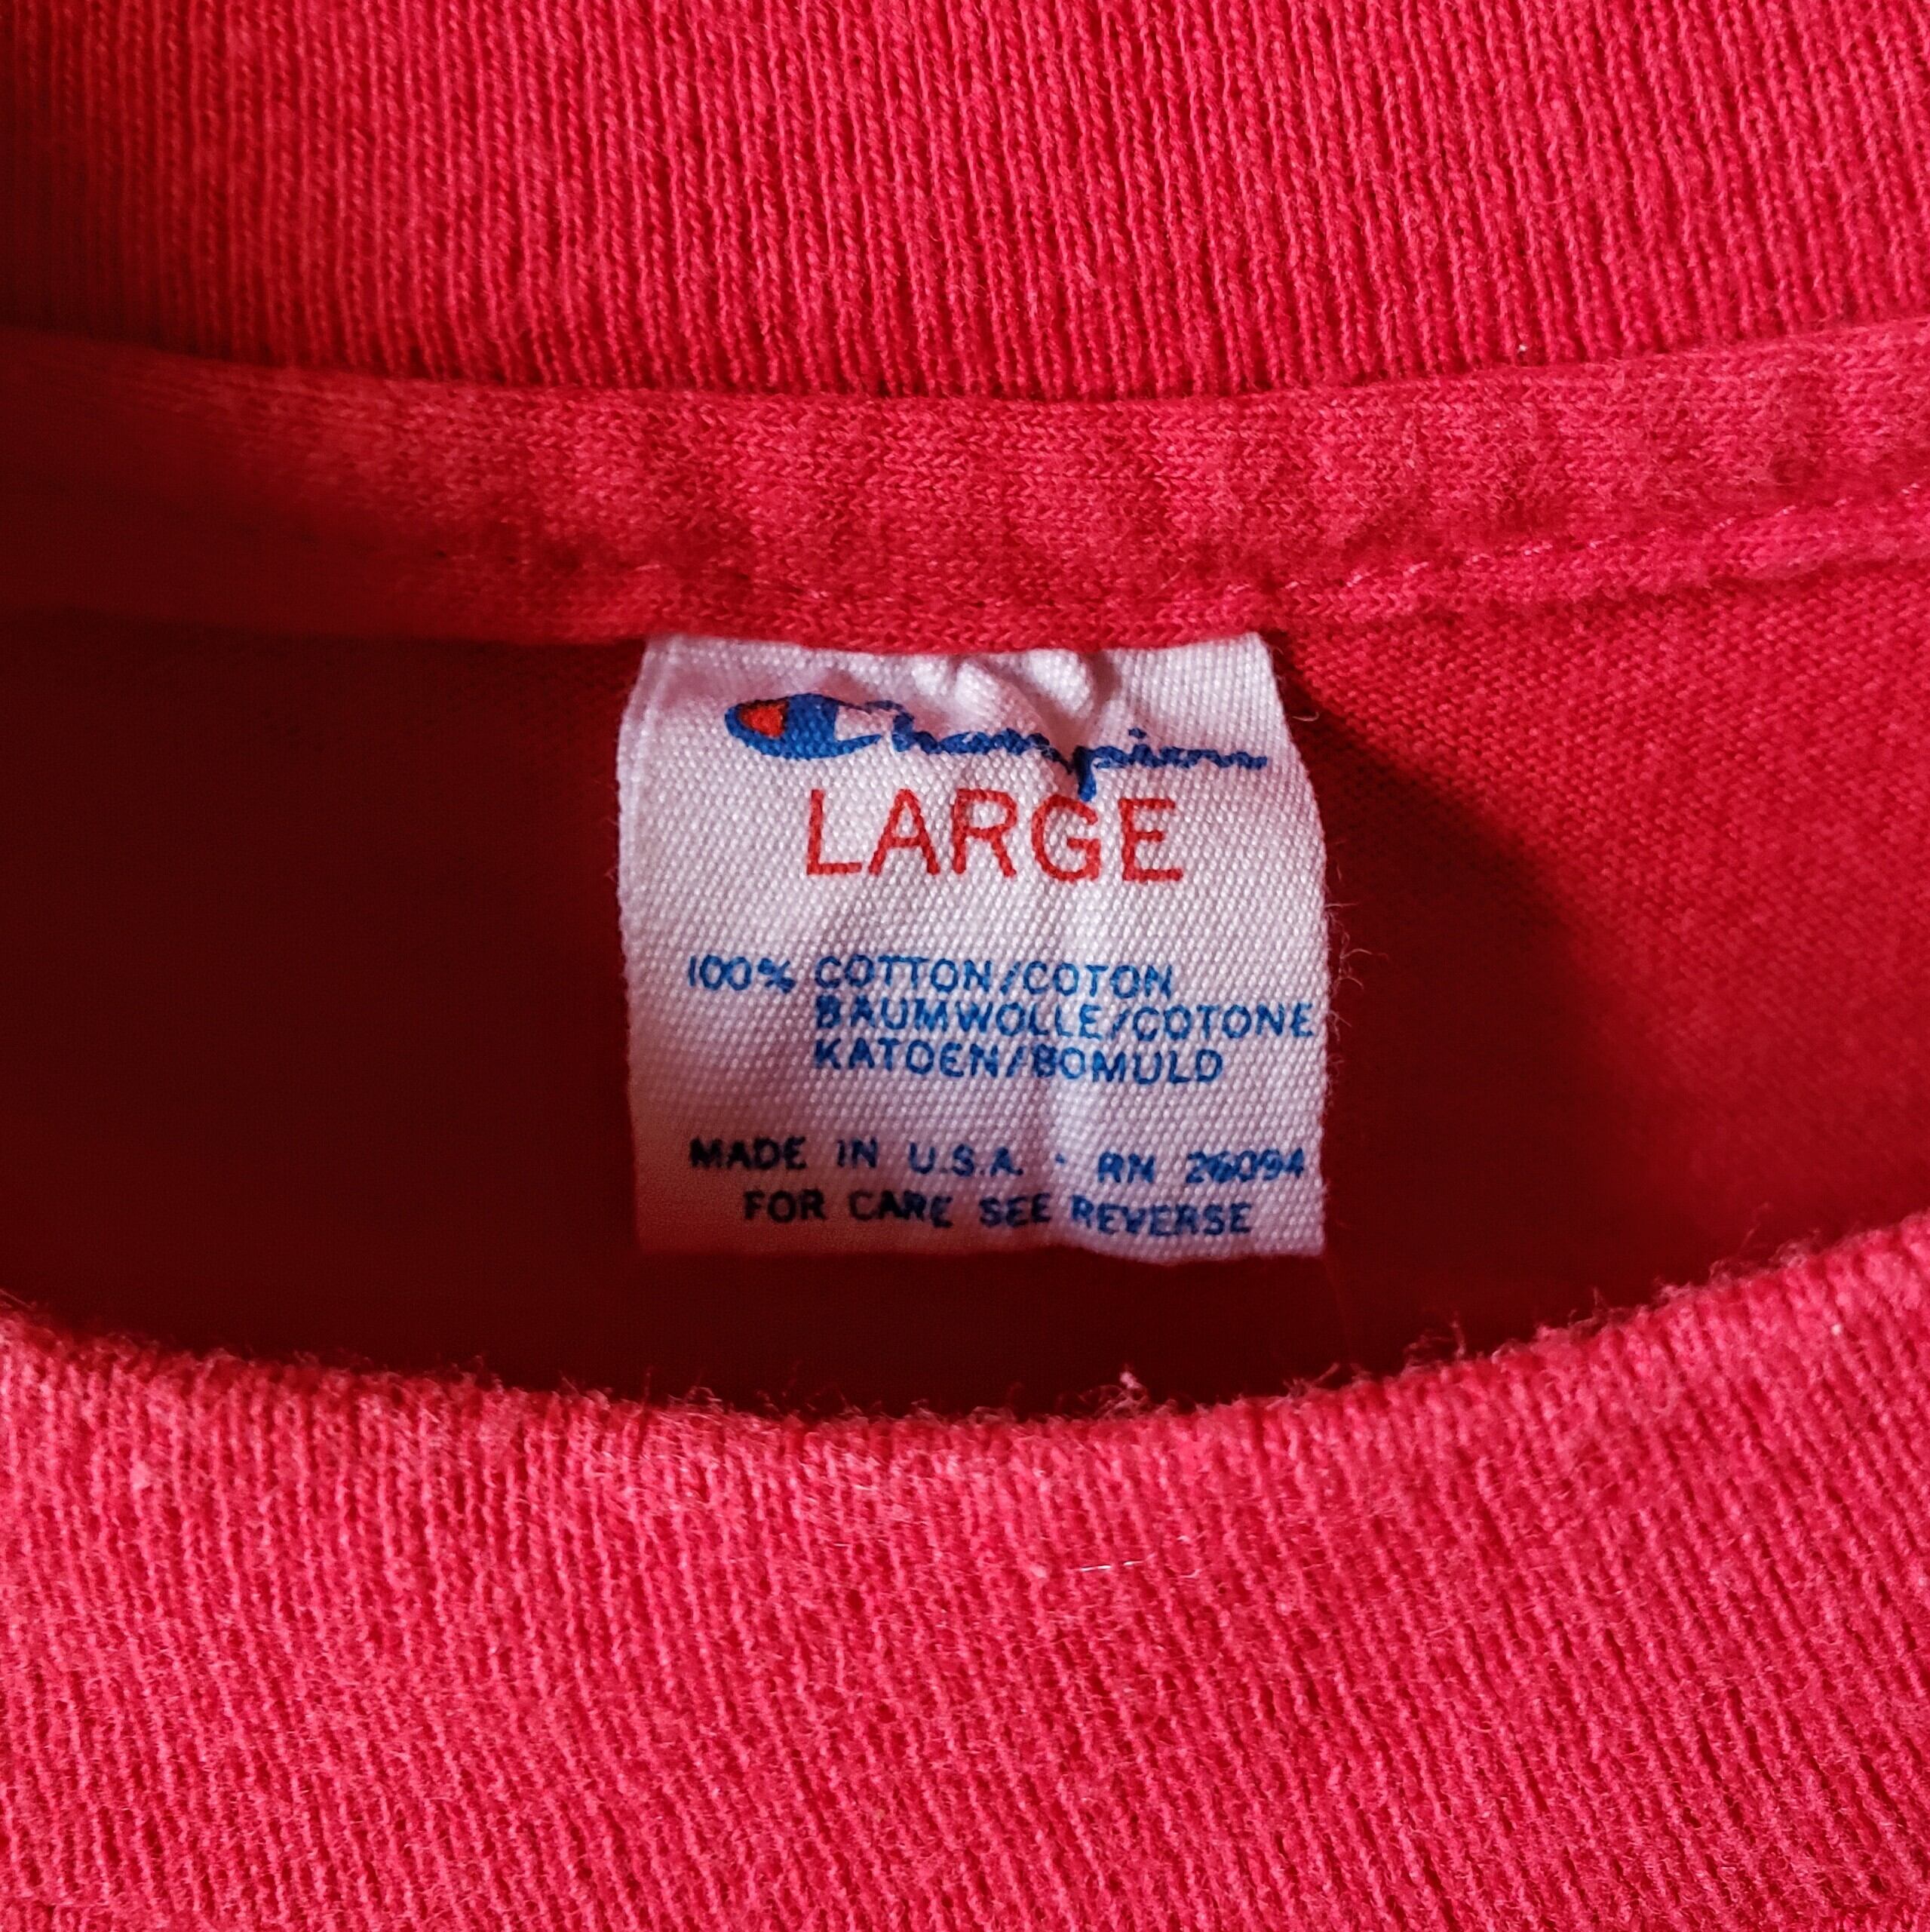 Champion
LARGE
100% COTTON/COTON
BAUMWOLLE/COTONE
KATOEN/BOMULD
MADE IN U.S.A. · RN 26094
FOR CARE SEE REVERSE